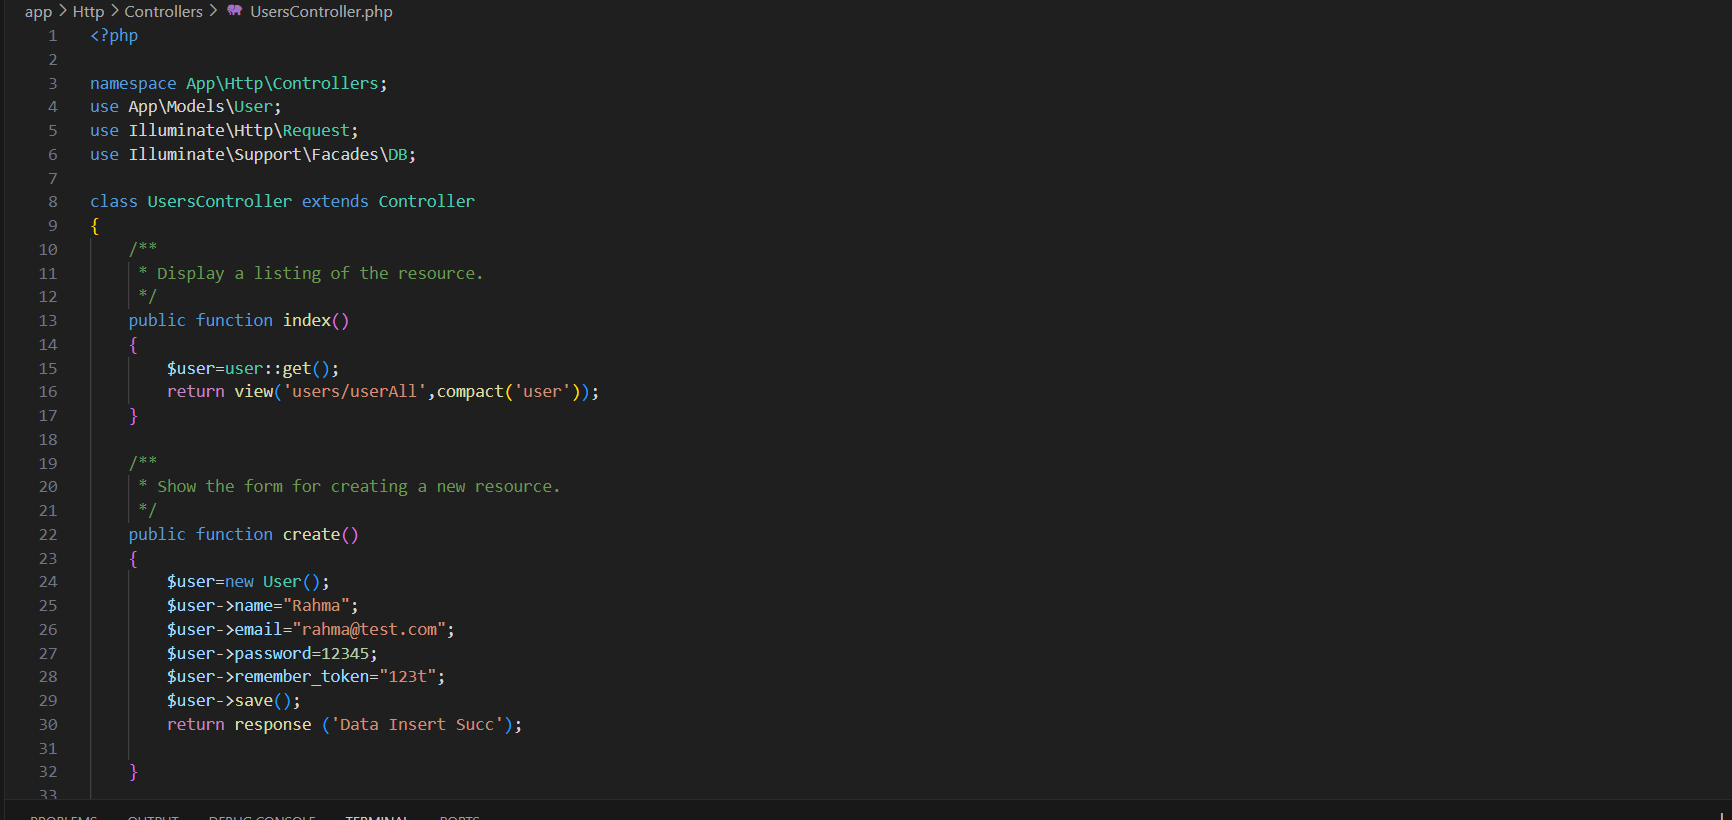 app > Http > Controllers > UsersController.php
1 <?php
2
3 namespace App\Http\Controllers;
4 use App\Models\User;
5 use Illuminate\Http\Request;
6 use Illuminate\Support\Facades\DB;
7
8 class UsersController extends Controller
9 {
10     /**
11      * Display a listing of the resource.
12      */
13     public function index()
14     {
15         $user=user::get();
16         return view('users/userAll',compact('user'));
17     }
18
19     /**
20      * Show the form for creating a new resource.
21      */
22     public function create()
23     {
24         $user=new User();
25         $user->name="Rahma";
26         $user->email="rahma@test.com";
27         $user->password=12345;
28         $user->remember_token="123t";
29         $user->save();
30         return response ('Data Insert Succ');
31
32     }
33
PROBLEMS OUTPUT DEBUG CONSOLE TERMINAL PORTS